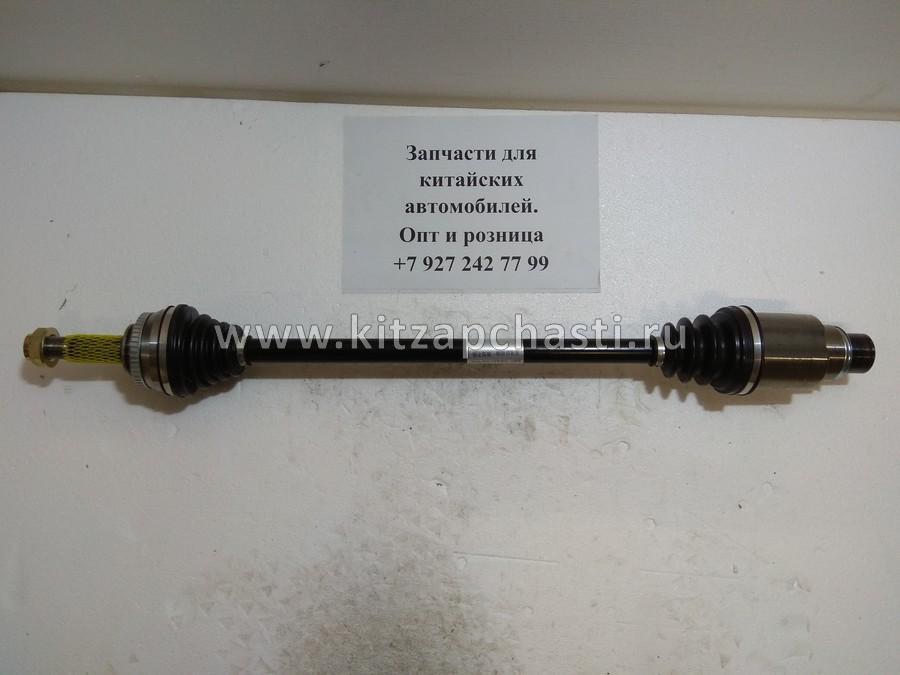 Запчасти для
китайских
автомобилей.
Опт и розница
+7 927 242 77 99
www.kitzapchasti.ru